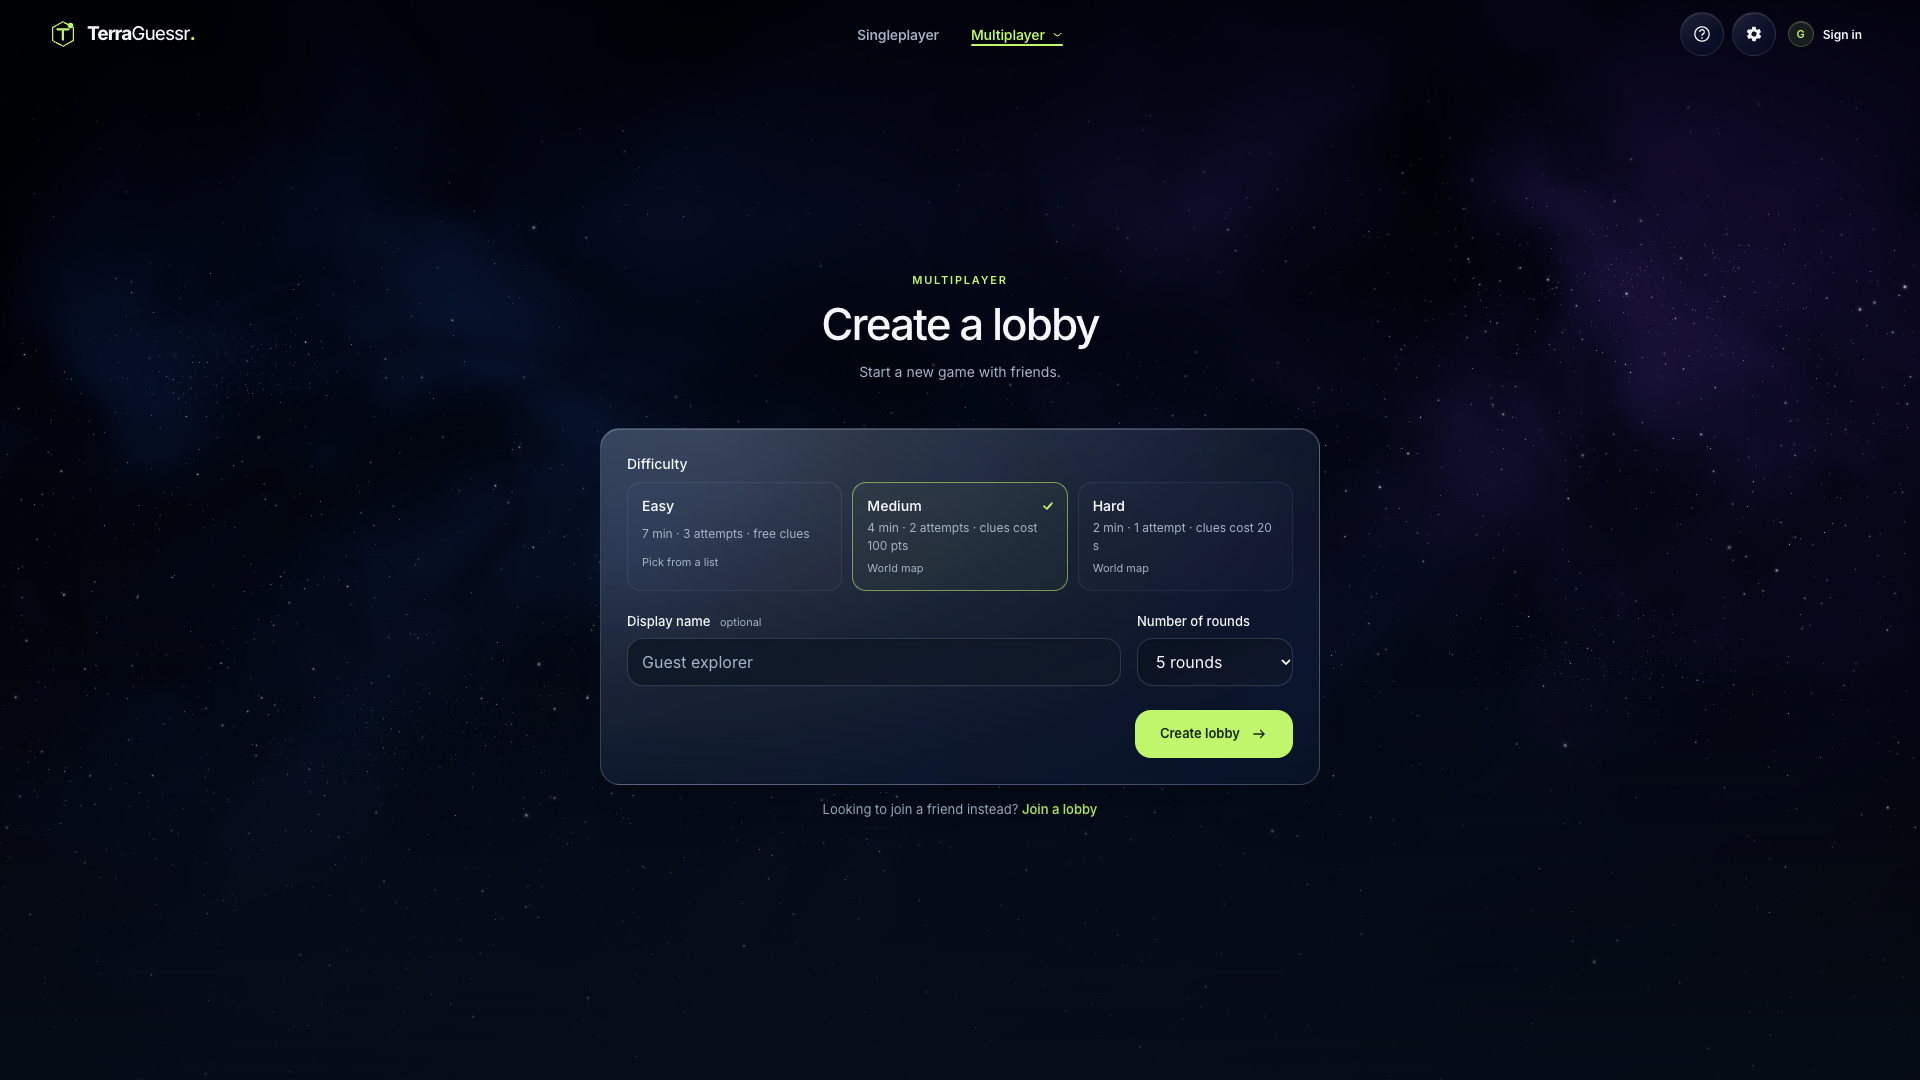 TerraGuessr.
Singleplayer
Multiplayer
G
Sign in
MULTIPLAYER
Create a lobby
Start a new game with friends.
Difficulty
Easy
7 min · 3 attempts · free clues
Pick from a list
Medium
4 min · 2 attempts · clues cost
100 pts
World map
Hard
2 min · 1 attempt · clues cost 20
s
World map
Display name optional
Guest explorer
Number of rounds
5 rounds
Create lobby →
Looking to join a friend instead? Join a lobby